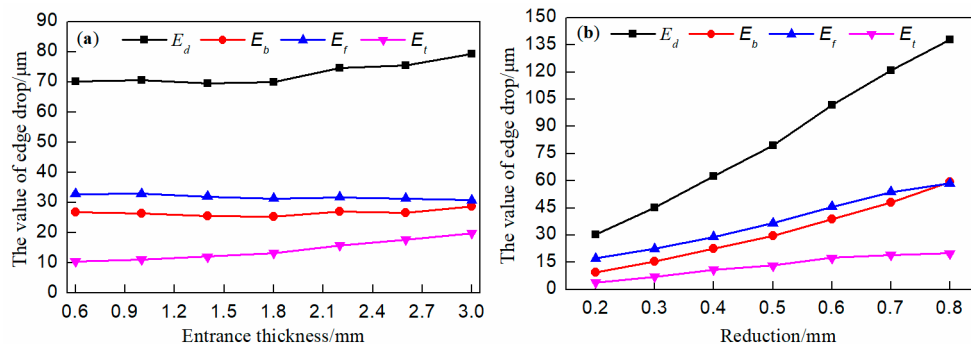 (a) E_d E_b E_f E_t
The value of edge drop/μm
90
80
70
60
50
40
30
20
10
0
0.6 0.9 1.2 1.5 1.8 2.1 2.4 2.7 3.0
Entrance thickness/mm
(b) E_d E_b E_f E_t
The value of edge drop/μm
150
135
120
105
90
75
60
45
30
15
0
0.2 0.3 0.4 0.5 0.6 0.7 0.8
Reduction/mm